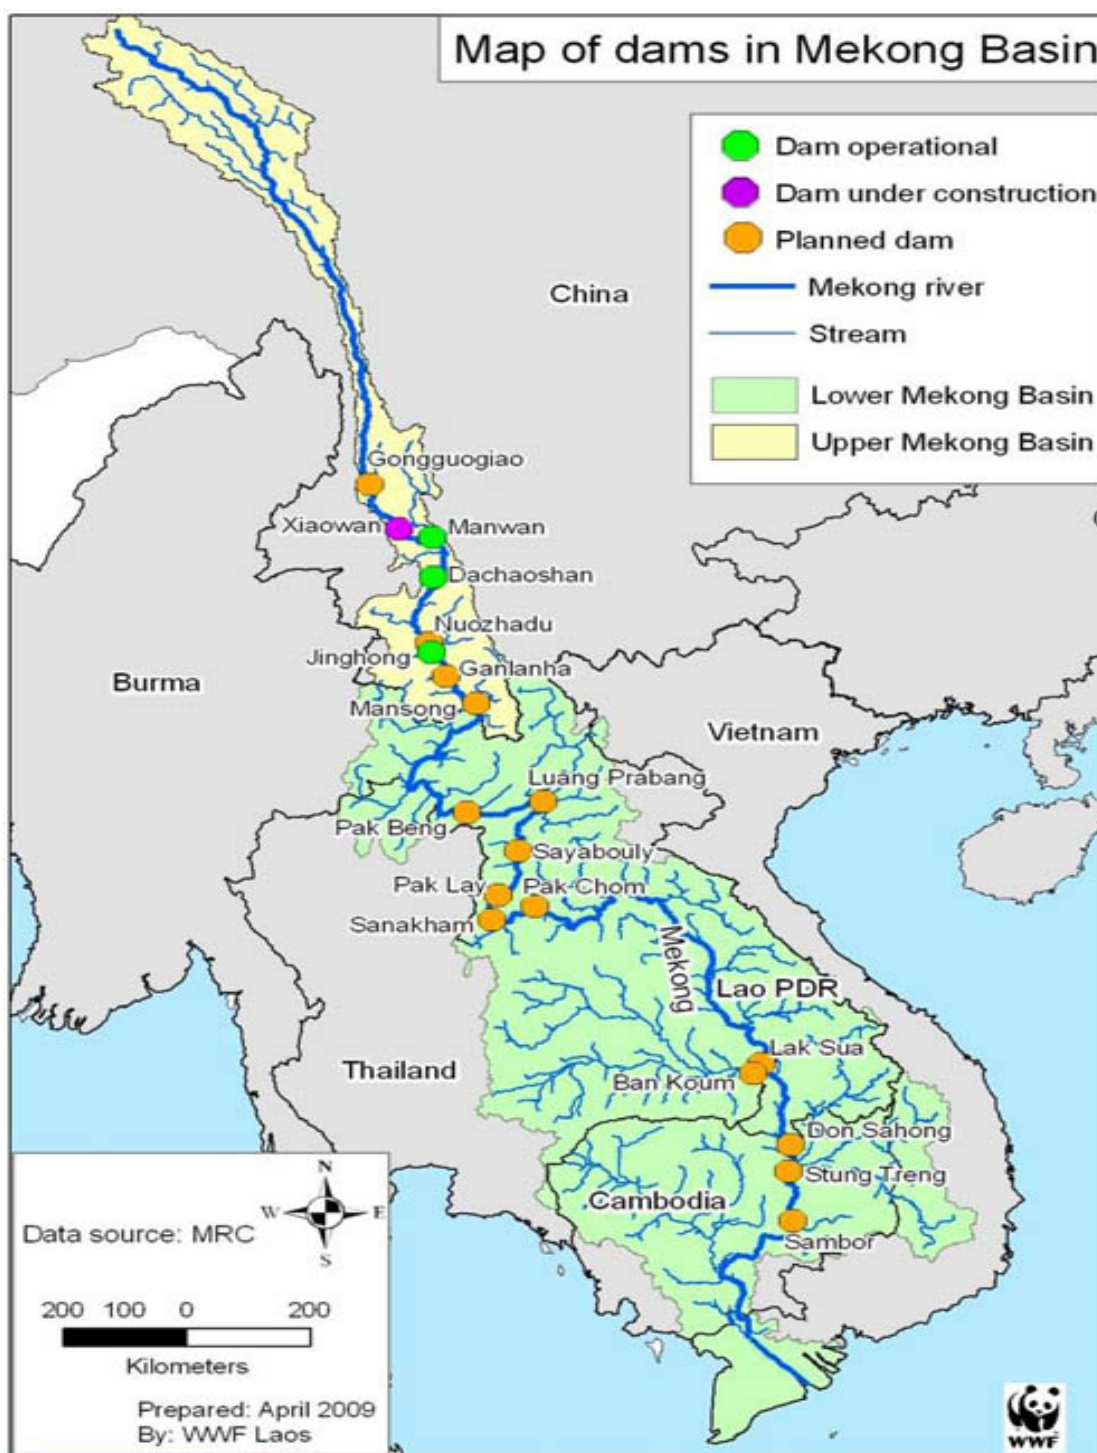 Map of dams in Mekong Basin
Dam operational
Dam under construction
Planned dam
Mekong river
Stream
Lower Mekong Basin
Upper Mekong Basin
China
Gongguogiao
Xiaowan
Manwan
Dachaoshan
Nuozhadu
Jinghong
Ganlanha
Burma
Mansong
Vietnam
Luang Prabang
Pak Beng
Sayabouly
Pak Lay
Pak Chom
Sanakham
Mekong
Lao PDR
Lak Sua
Thailand
Ban Koum
Don Sahong
Stung Treng
Cambodia
Sambor
N
W E
S
Data source: MRC
200 100 0 200
Kilometers
Prepared: April 2009
By: WWF Laos
WWF